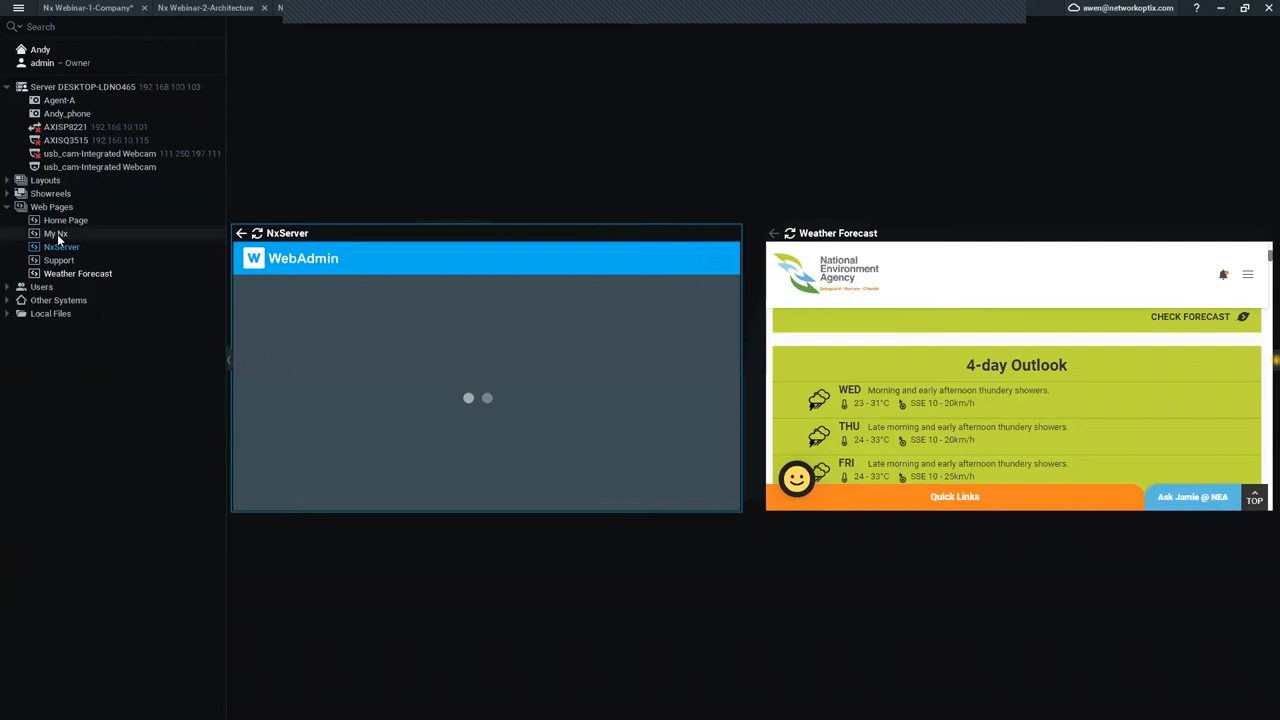 Nx Webinar-1-Company*
Nx Webinar-2-Architecture
N
awen@networkoptix.com
?
Search
Andy
admin – Owner
Server DESKTOP-LDNO465 192.168.100.103
Agent-A
Andy_phone
AXISP8221 192.168.10.101
AXISQ3515 192.168.10.115
usb_cam-Integrated Webcam 111.250.197.111
usb_cam-Integrated Webcam
Layouts
Showreels
Web Pages
Home Page
My Nx
NxServer
Support
Weather Forecast
Users
Other Systems
Local Files
NxServer
W WebAdmin
Weather Forecast
National
Environment
Agency
Safeguard · Nurture · Cherish
CHECK FORECAST
4-day Outlook
WED Morning and early afternoon thundery showers.
23 - 31°C SSE 10 - 20km/h
THU Late morning and early afternoon thundery showers.
24 - 33°C SSE 10 - 20km/h
FRI Late morning and early afternoon thundery showers.
24 - 33°C SSE 10 - 25km/h
Quick Links
Ask Jamie @ NEA
TOP